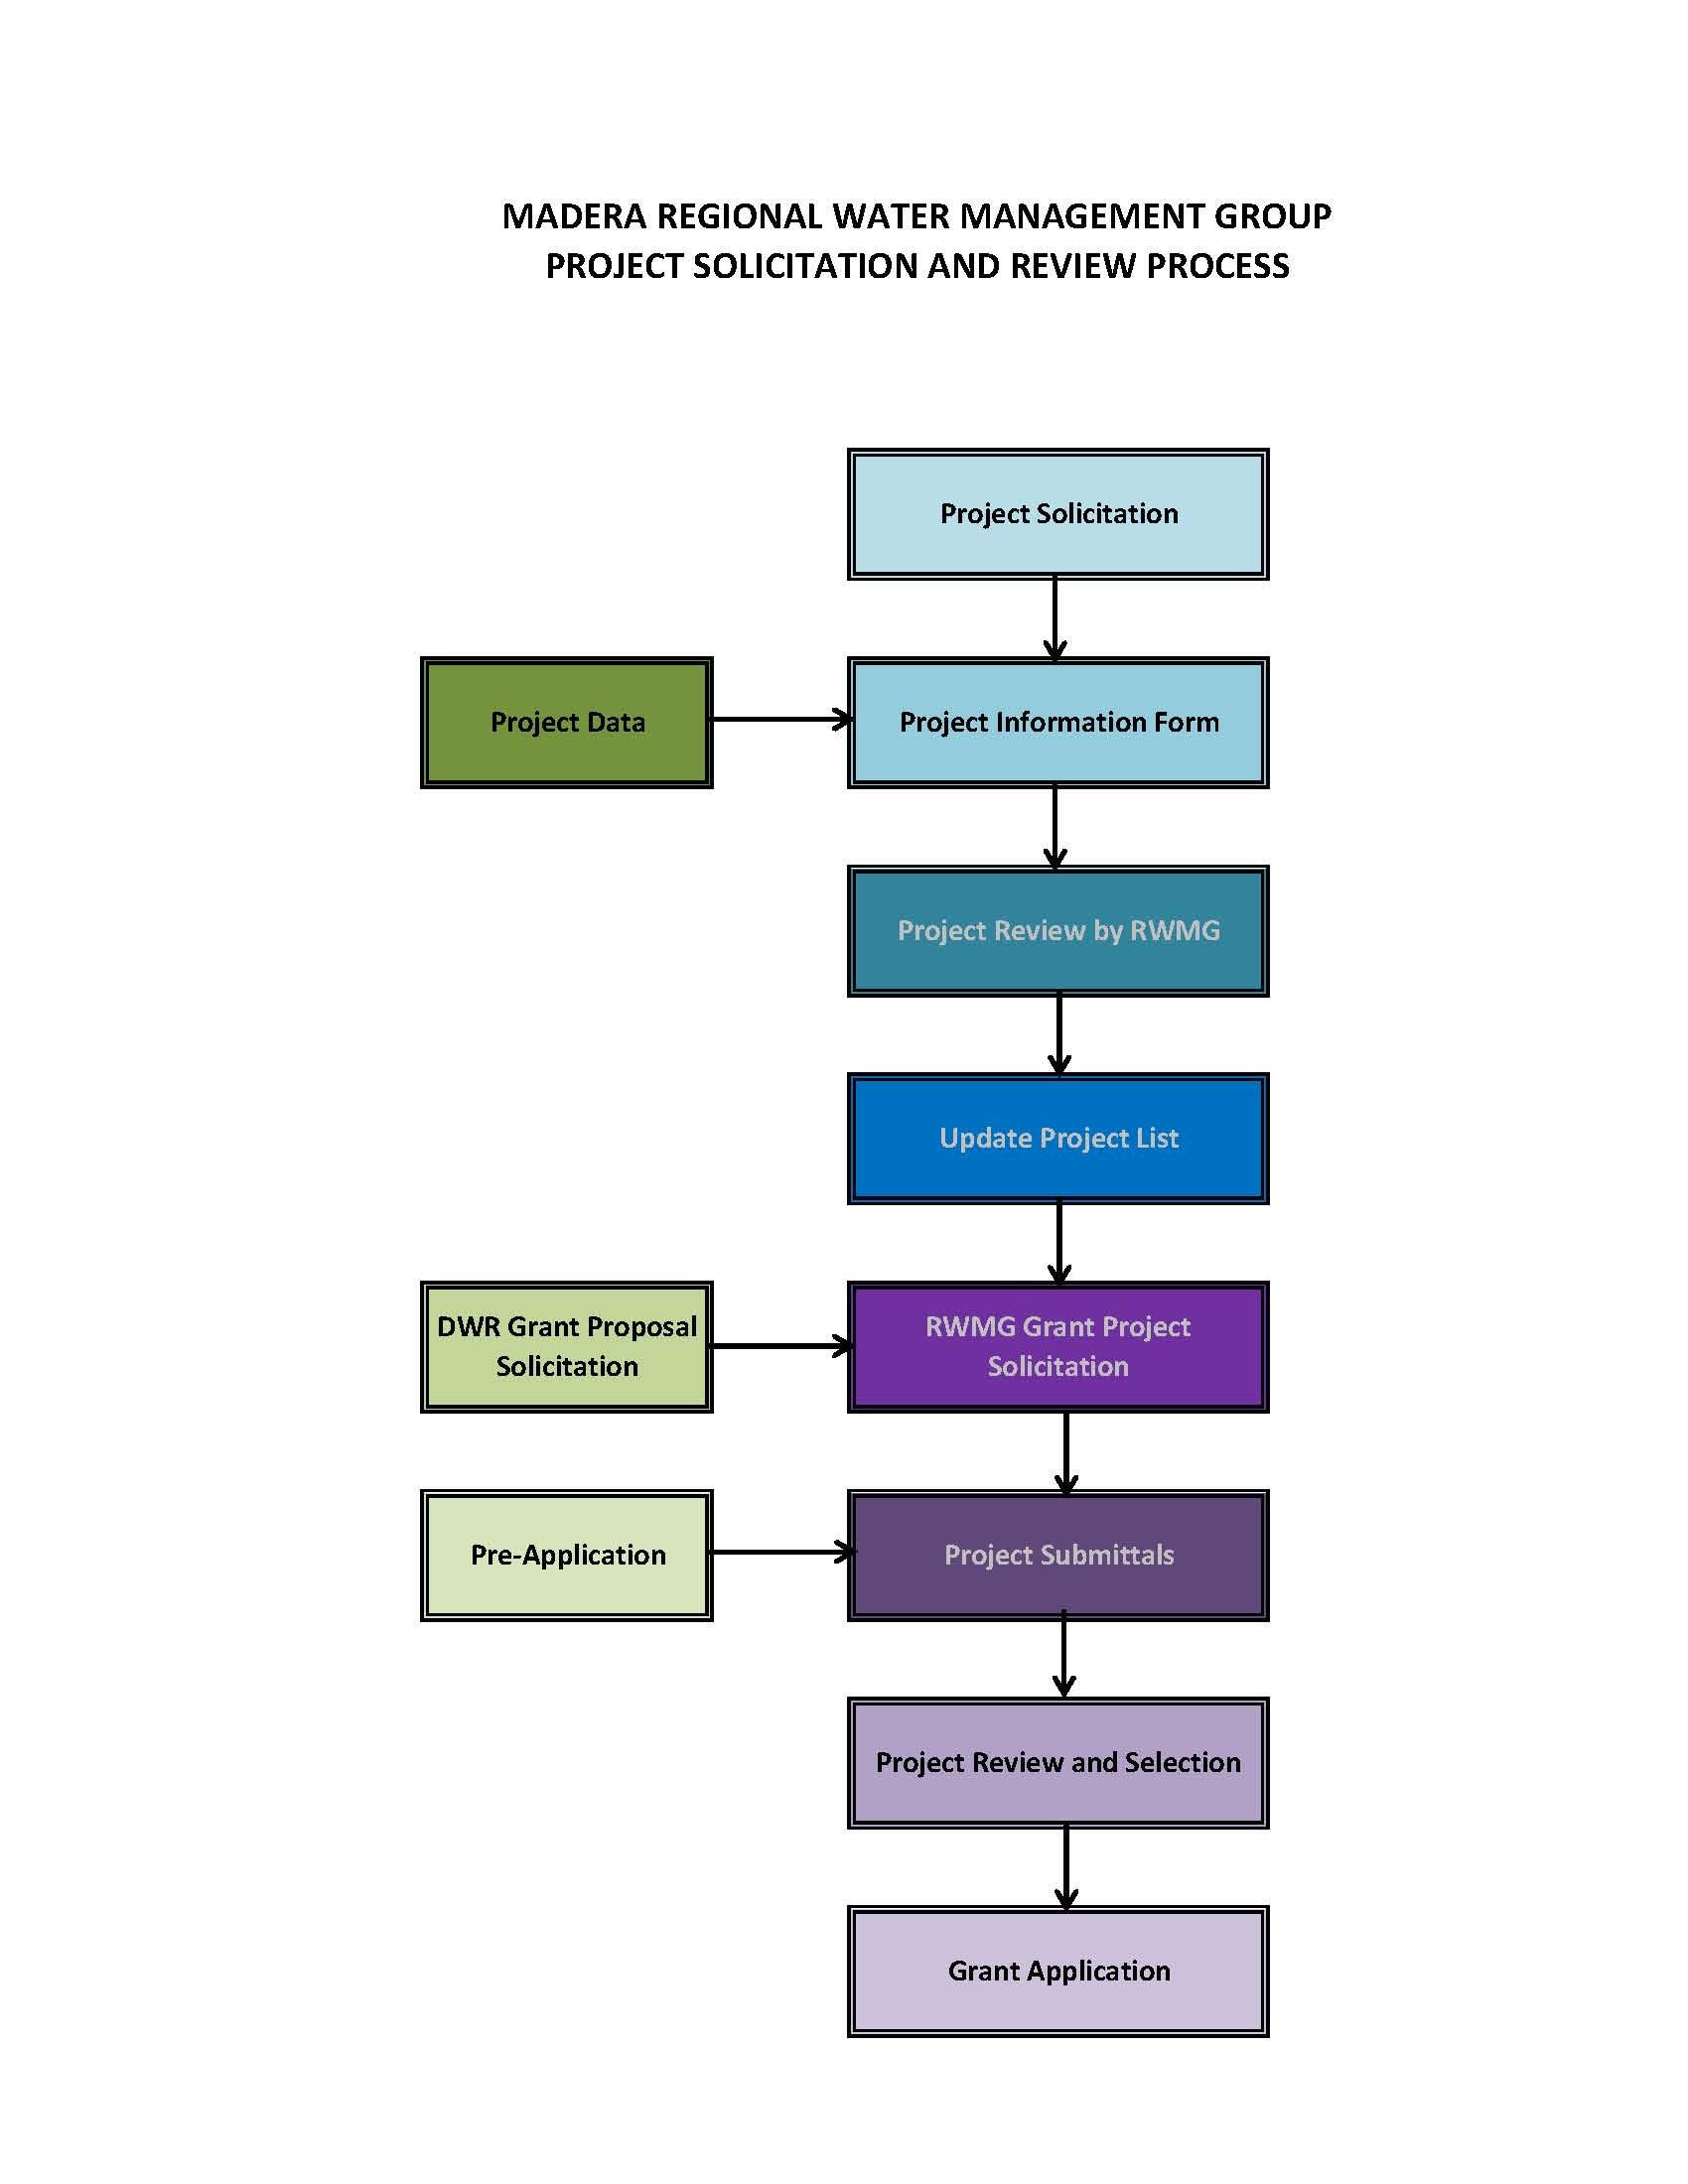 MADERA REGIONAL WATER MANAGEMENT GROUP
PROJECT SOLICITATION AND REVIEW PROCESS
Project Solicitation
Project Data
Project Information Form
Project Review by RWMG
Update Project List
DWR Grant Proposal
Solicitation
RWMG Grant Project
Solicitation
Pre-Application
Project Submittals
Project Review and Selection
Grant Application